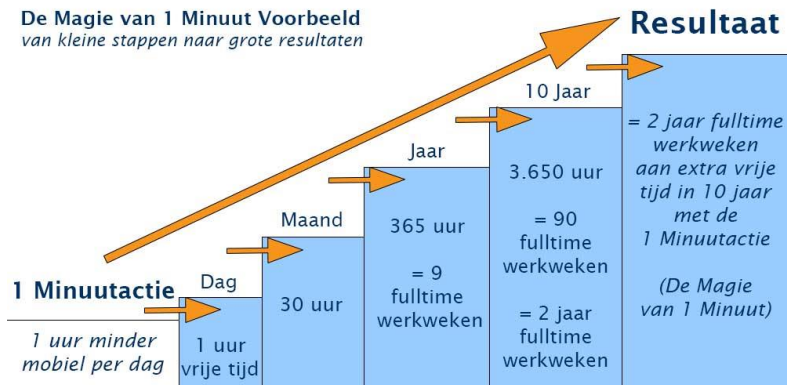 De Magie van 1 Minuut Voorbeeld
van kleine stappen naar grote resultaten
1 Minuutactie
1 uur minder
mobiel per dag
Dag
1 uur
vrije tijd
Maand
30 uur
Jaar
365 uur
= 9
fulltime
werkweken
10 Jaar
3.650 uur
= 90
fulltime
werkweken
= 2 jaar
fulltime
werkweken
Resultaat
= 2 jaar fulltime
werkweken
aan extra vrije
tijd in 10 jaar
met de
1 Minuutactie
(De Magie
van 1 Minuut)